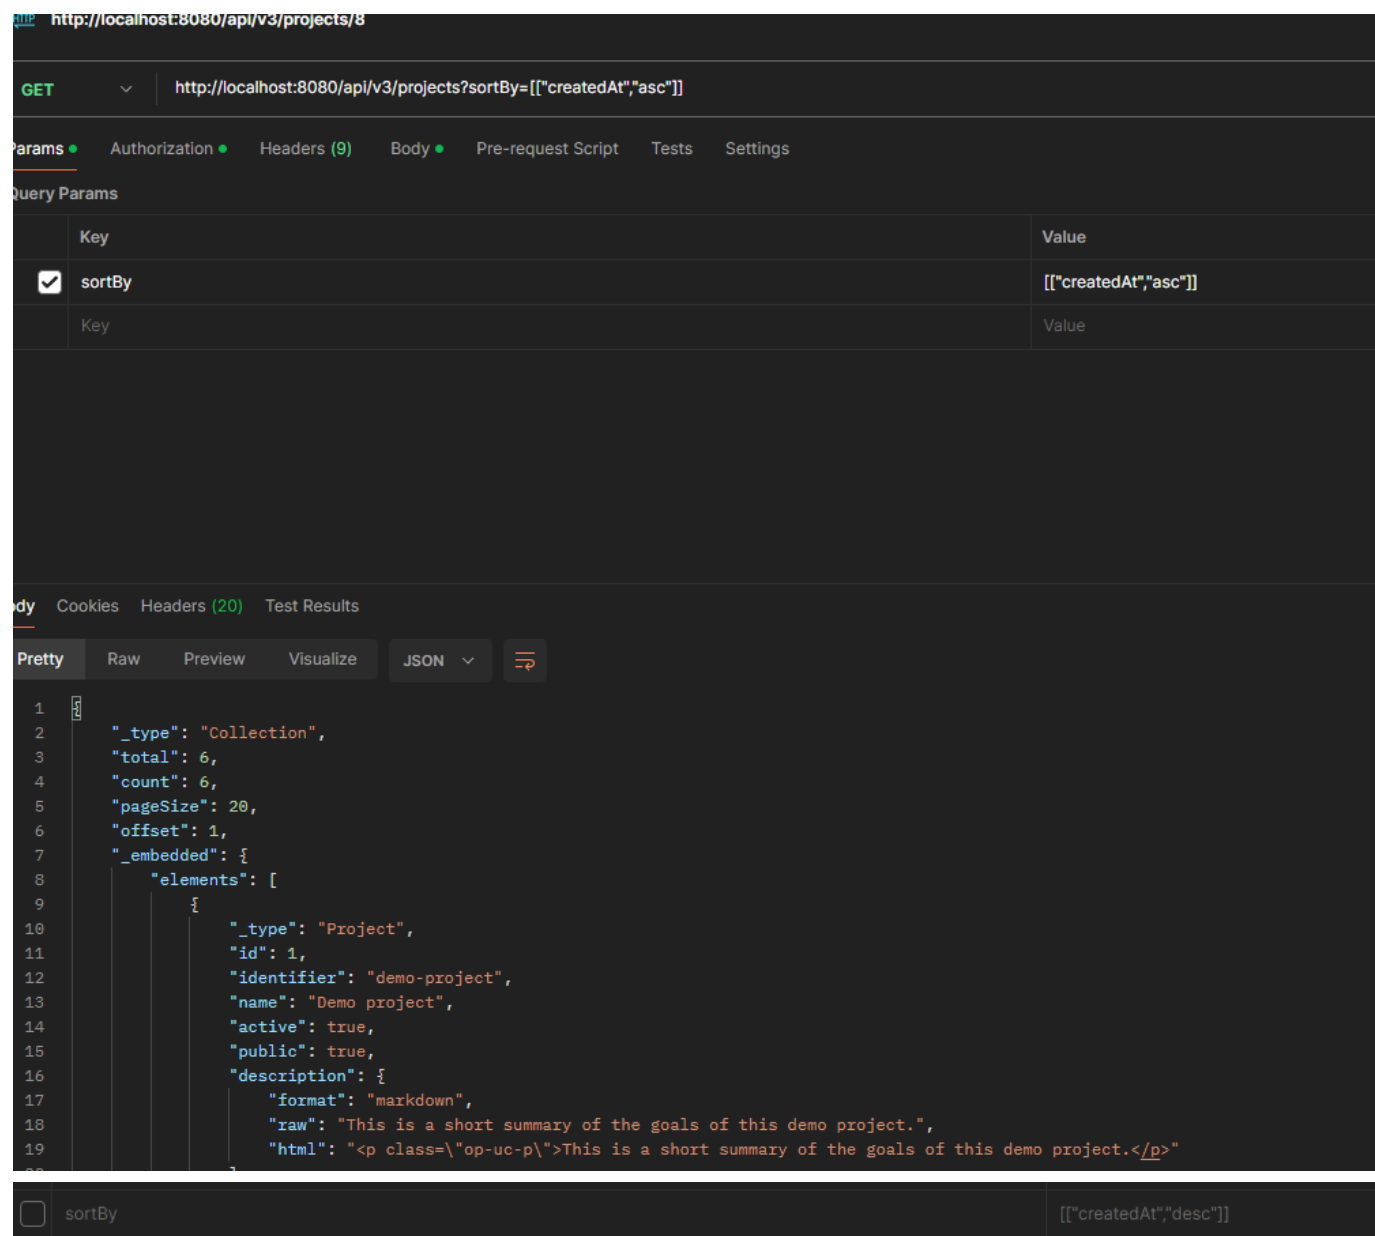 HTTP http://localhost:8080/api/v3/projects/8
GET http://localhost:8080/api/v3/projects?sortBy=[["createdAt","asc"]]
Params Authorization Headers (9) Body Pre-request Script Tests Settings
Query Params
Key Value
sortBy [["createdAt","asc"]]
Key Value
ody Cookies Headers (20) Test Results
Pretty Raw Preview Visualize JSON
1 {
2 "_type": "Collection",
3 "total": 6,
4 "count": 6,
5 "pageSize": 20,
6 "offset": 1,
7 "_embedded": {
8 "elements": [
9 {
10 "_type": "Project",
11 "id": 1,
12 "identifier": "demo-project",
13 "name": "Demo project",
14 "active": true,
15 "public": true,
16 "description": {
17 "format": "markdown",
18 "raw": "This is a short summary of the goals of this demo project.",
19 "html": "<p class=\"op-uc-p\">This is a short summary of the goals of this demo project.</p>"
sortBy [["createdAt","desc"]]